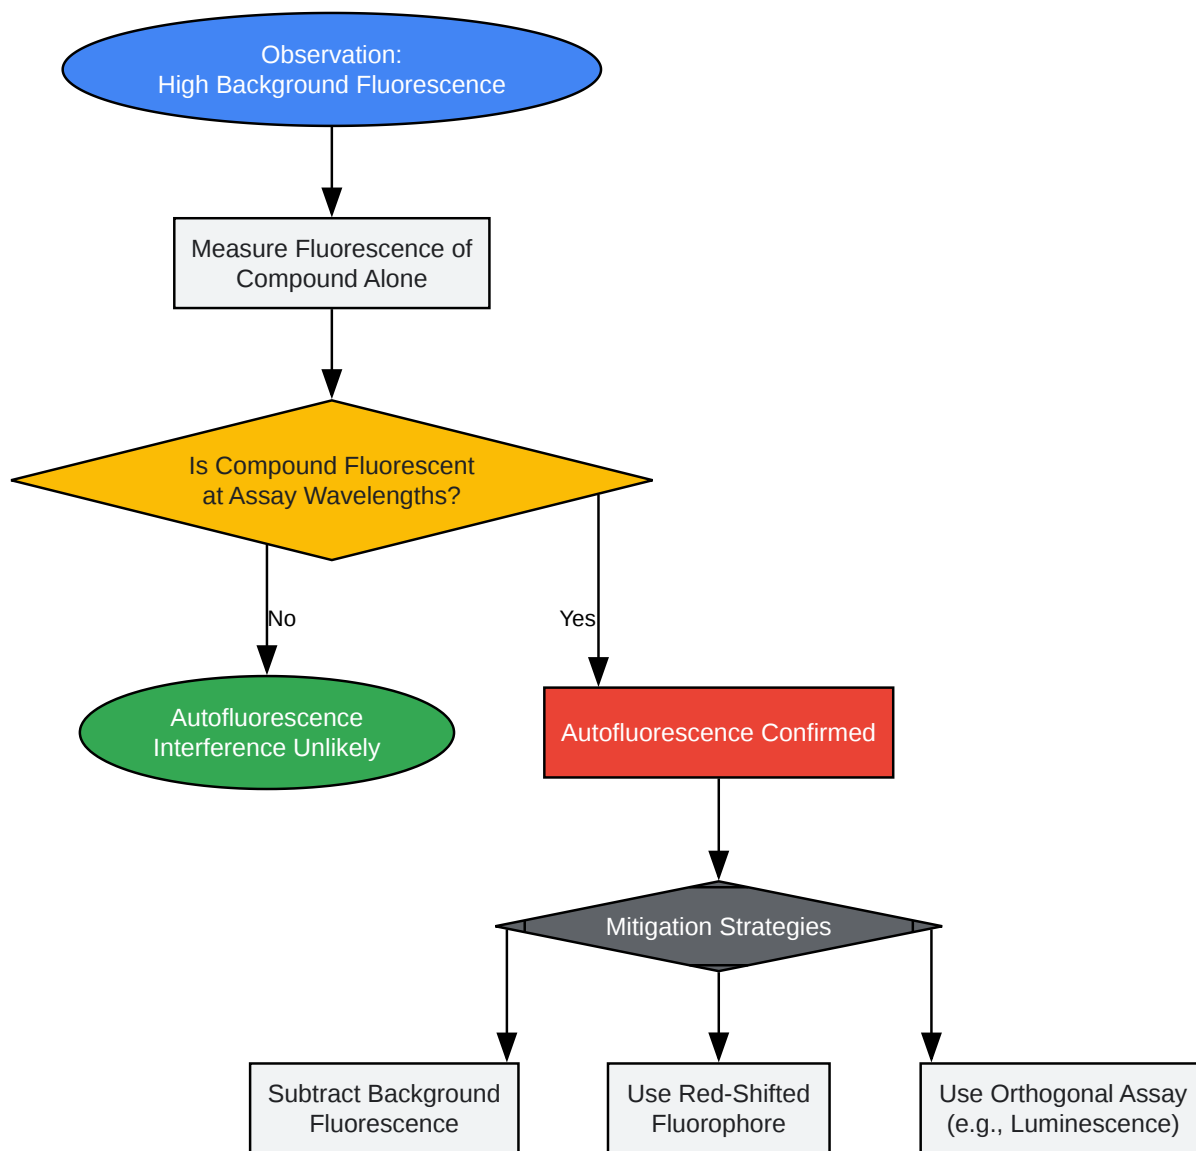 Observation:
High Background Fluorescence
Measure Fluorescence of
Compound Alone
Is Compound Fluorescent
at Assay Wavelengths?
No
Yes
Autofluorescence
Interference Unlikely
Autofluorescence Confirmed
Mitigation Strategies
Subtract Background
Fluorescence
Use Red-Shifted
Fluorophore
Use Orthogonal Assay
(e.g., Luminescence)